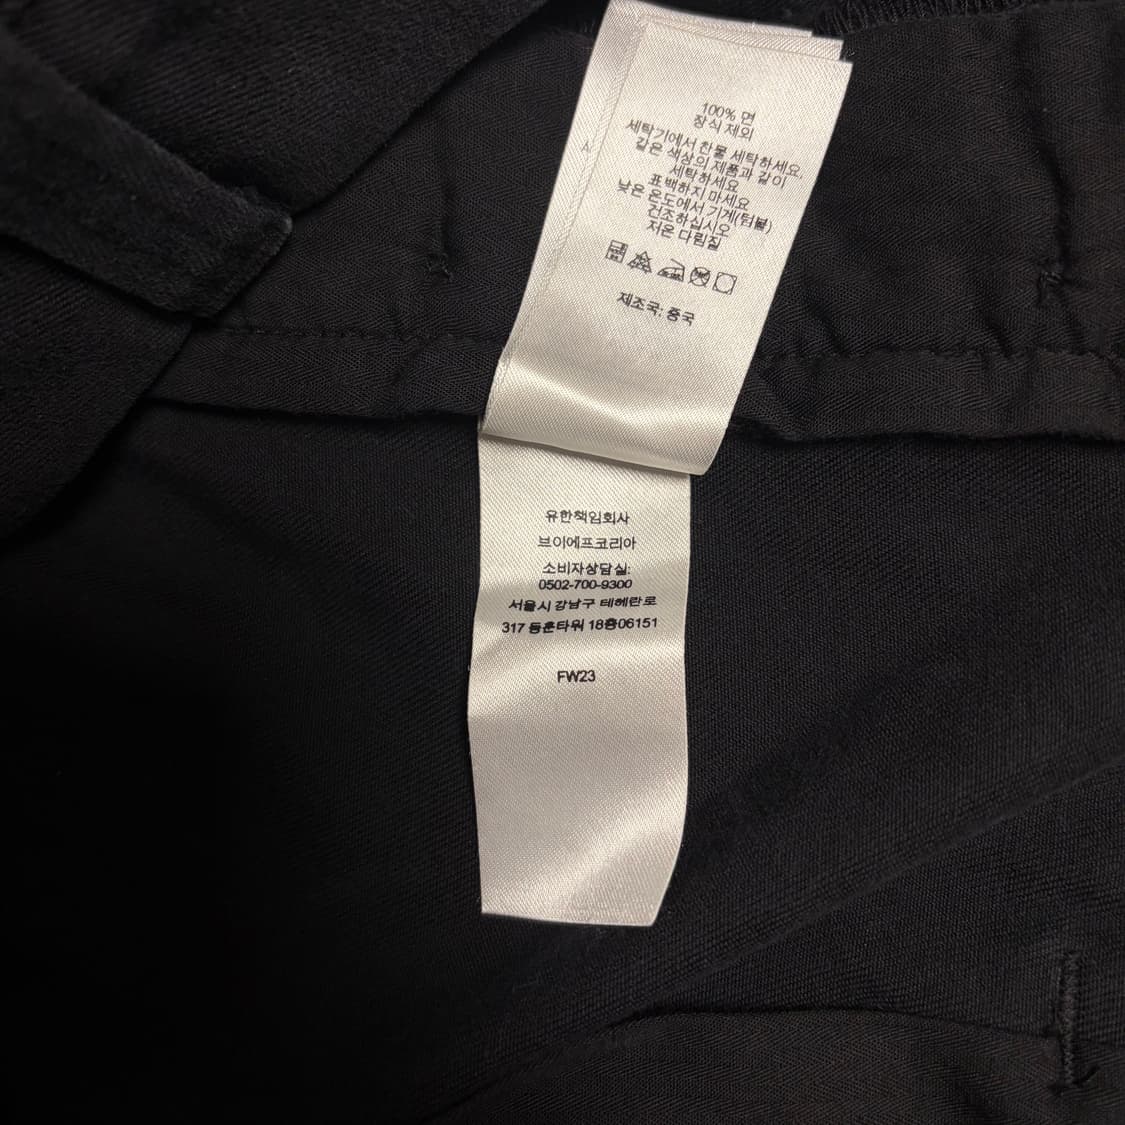 100% 면
장식 제외
세탁기에서 찬물 세탁하세요.
같은 색상의 제품과 같이
세탁하세요
표백하지 마세요
낮은 온도에서 기계(텀블)
건조하십시오
저온 다림질
제조국: 중국
유한책임회사
브이에프코리아
소비자상담실:
0502-700-9300
서울시 강남구 테헤란로
317 동훈타워 18층06151
FW23